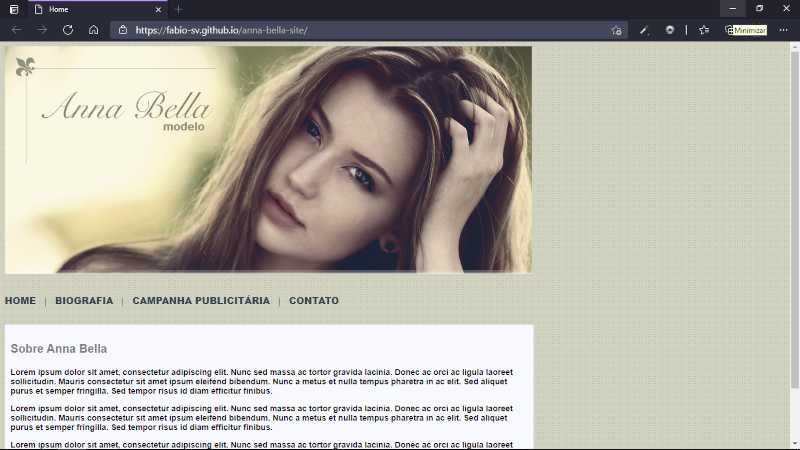 Home
https://fabio-sv.github.io/anna-bella-site/
Minimizar
Anna Bella
modelo
HOME | BIOGRAFIA | CAMPANHA PUBLICITÁRIA | CONTATO
Sobre Anna Bella
Lorem ipsum dolor sit amet, consectetur adipiscing elit. Nunc sed massa ac tortor gravida lacinia. Donec ac orci ac ligula laoreet
sollicitudin. Mauris consectetur sit amet ipsum eleifend bibendum. Nunc a metus et nulla tempus pharetra in ac elit. Sed aliquet
purus et semper fringilla. Sed tempor risus id diam efficitur finibus.
Lorem ipsum dolor sit amet, consectetur adipiscing elit. Nunc sed massa ac tortor gravida lacinia. Donec ac orci ac ligula laoreet
sollicitudin. Mauris consectetur sit amet ipsum eleifend bibendum. Nunc a metus et nulla tempus pharetra in ac elit. Sed aliquet
purus et semper fringilla. Sed tempor risus id diam efficitur finibus.
Lorem ipsum dolor sit amet, consectetur adipiscing elit. Nunc sed massa ac tortor gravida lacinia. Donec ac orci ac ligula laoreet